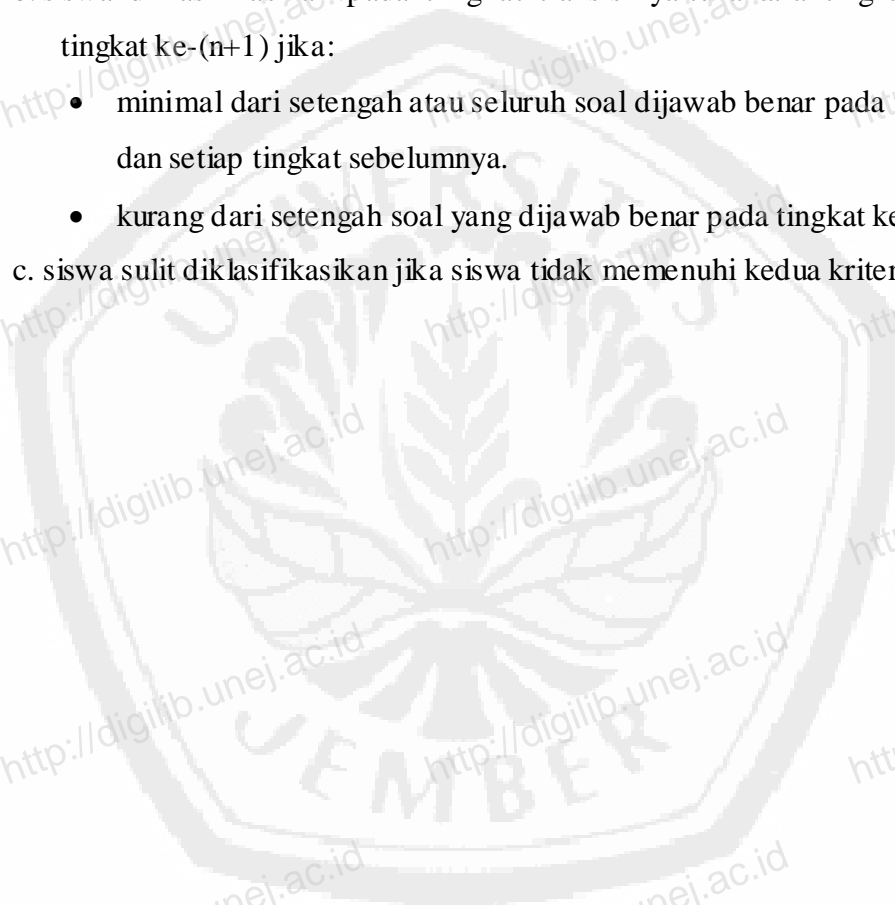 tingkat ke-(n+1) jika:
• minimal dari setengah atau seluruh soal dijawab benar pada
dan setiap tingkat sebelumnya.
• kurang dari setengah soal yang dijawab benar pada tingkat
c. siswa sulit diklasifikasikan jika siswa tidak memenuhi kedua
http://digilib.unej.ac.id
http://digilib.unej.ac.id
http://digilib.unej.ac.id
http://digilib.unej.ac.id
http://digilib.unej.ac.id
http://digilib.unej.ac.id
UNIVERSITAS
JEMBER